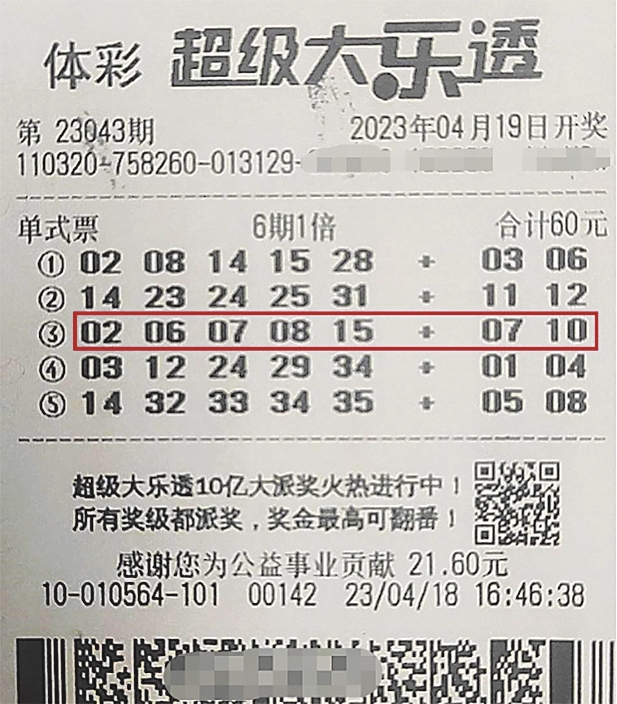 体彩 超级大乐透
第 23043期 2023年04月19日开奖
110320-758260-013129-
单式票 6期1倍 合计60元
① 02 08 14 15 28 + 03 06
② 14 23 24 25 31 + 11 12
③ 02 06 07 08 15 + 07 10
④ 03 12 24 29 34 + 01 04
⑤ 14 32 33 34 35 + 05 08
超级大乐透10亿大派奖火热进行中！
所有奖级都派奖，奖金最高可翻番！
感谢您为公益事业贡献 21.60元
10-010564-101 00142 23/04/18 16:46:38